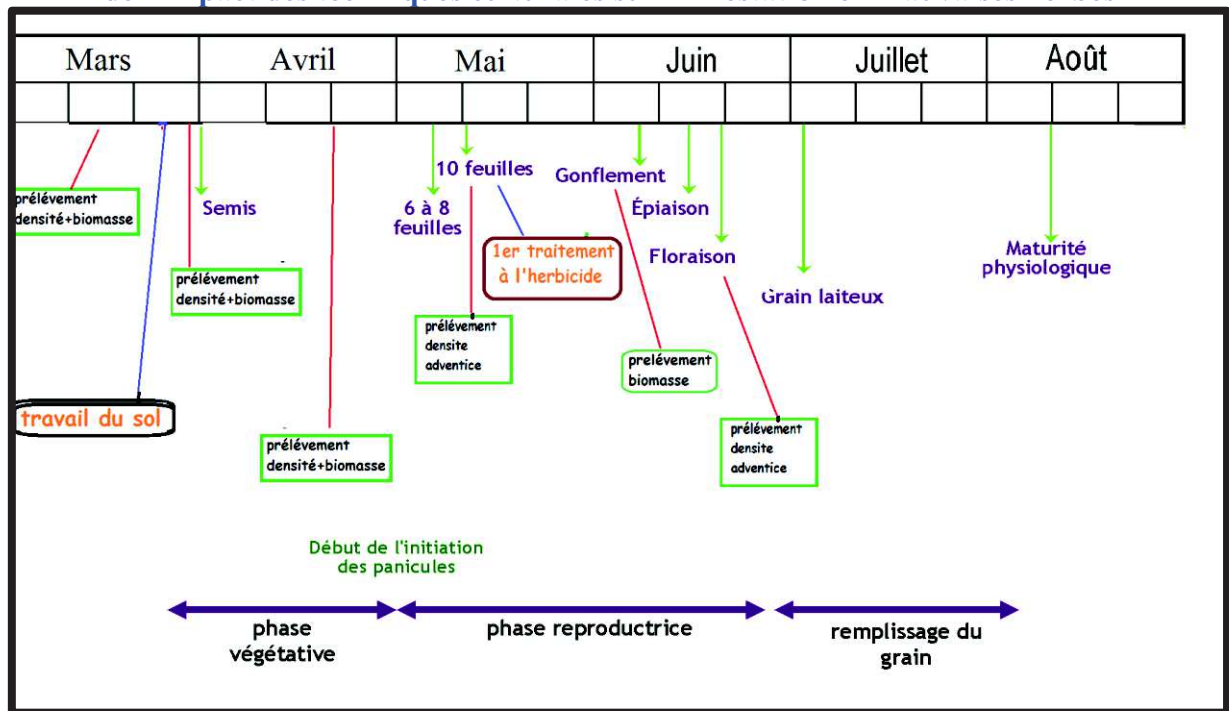 Mars Avril Mai Juin Juillet Août
10 feuilles
Gonflement
prélévement
densité+biomasse
Semis
6 à 8
feuilles
Épiaison
1er traitement
à l'herbicide
Floraison
Maturité
physiologique
prélévement
densité+biomasse
Grain laiteux
prélévement
densite
adventice
prelévement
biomasse
travail du sol
prélévement
densité+biomasse
prélévement
densite
adventice
Début de l'initiation
des panicules
phase
végétative
phase reproductrice
remplissage du
grain